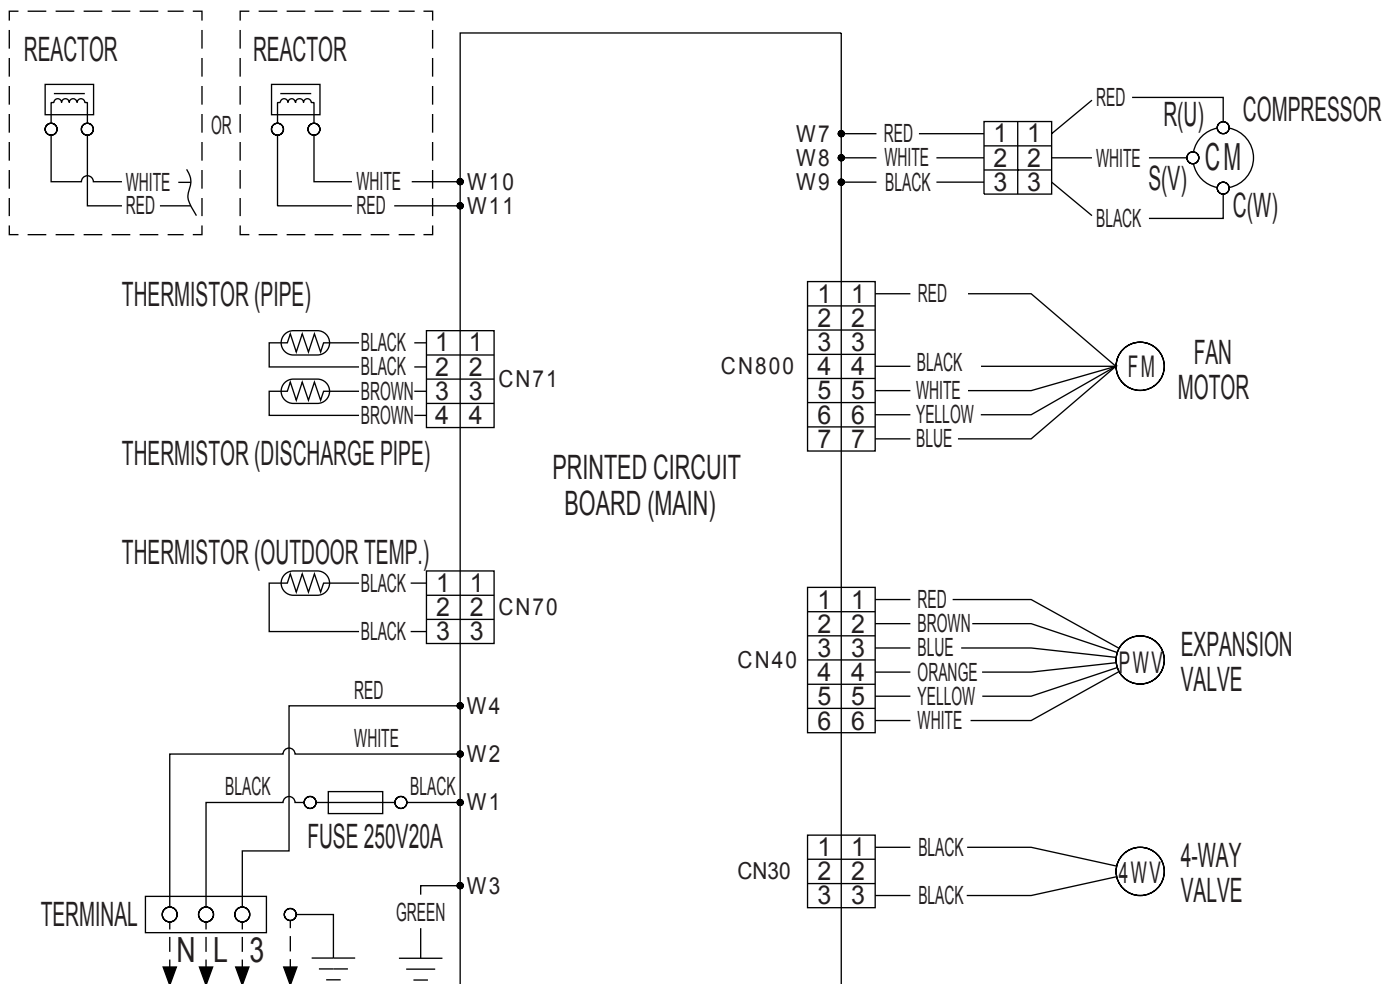 REACTOR
WHITE
RED
OR
REACTOR
WHITE
RED
W10
W11
W7
W8
W9
RED
WHITE
BLACK
1 1
2 2
3 3
RED
WHITE
BLACK
R(U)
S(V)
C(W)
CM
COMPRESSOR
THERMISTOR (PIPE)
BLACK 1 1
BLACK 2 2
BROWN 3 3
BROWN 4 4
CN71
THERMISTOR (DISCHARGE PIPE)
CN800
1 1 RED
2 2
3 3
4 4 BLACK
5 5 WHITE
6 6 YELLOW
7 7 BLUE
FM
FAN
MOTOR
PRINTED CIRCUIT
BOARD (MAIN)
THERMISTOR (OUTDOOR TEMP.)
BLACK 1 1
2 2
BLACK 3 3
CN70
CN40
1 1 RED
2 2 BROWN
3 3 BLUE
4 4 ORANGE
5 5 YELLOW
6 6 WHITE
PWV
EXPANSION
VALVE
RED W4
WHITE W2
BLACK BLACK W1
FUSE 250V20A
W3
GREEN
TERMINAL
N L 3
CN30
1 1 BLACK
2 2
3 3 BLACK
4WV
4-WAY
VALVE